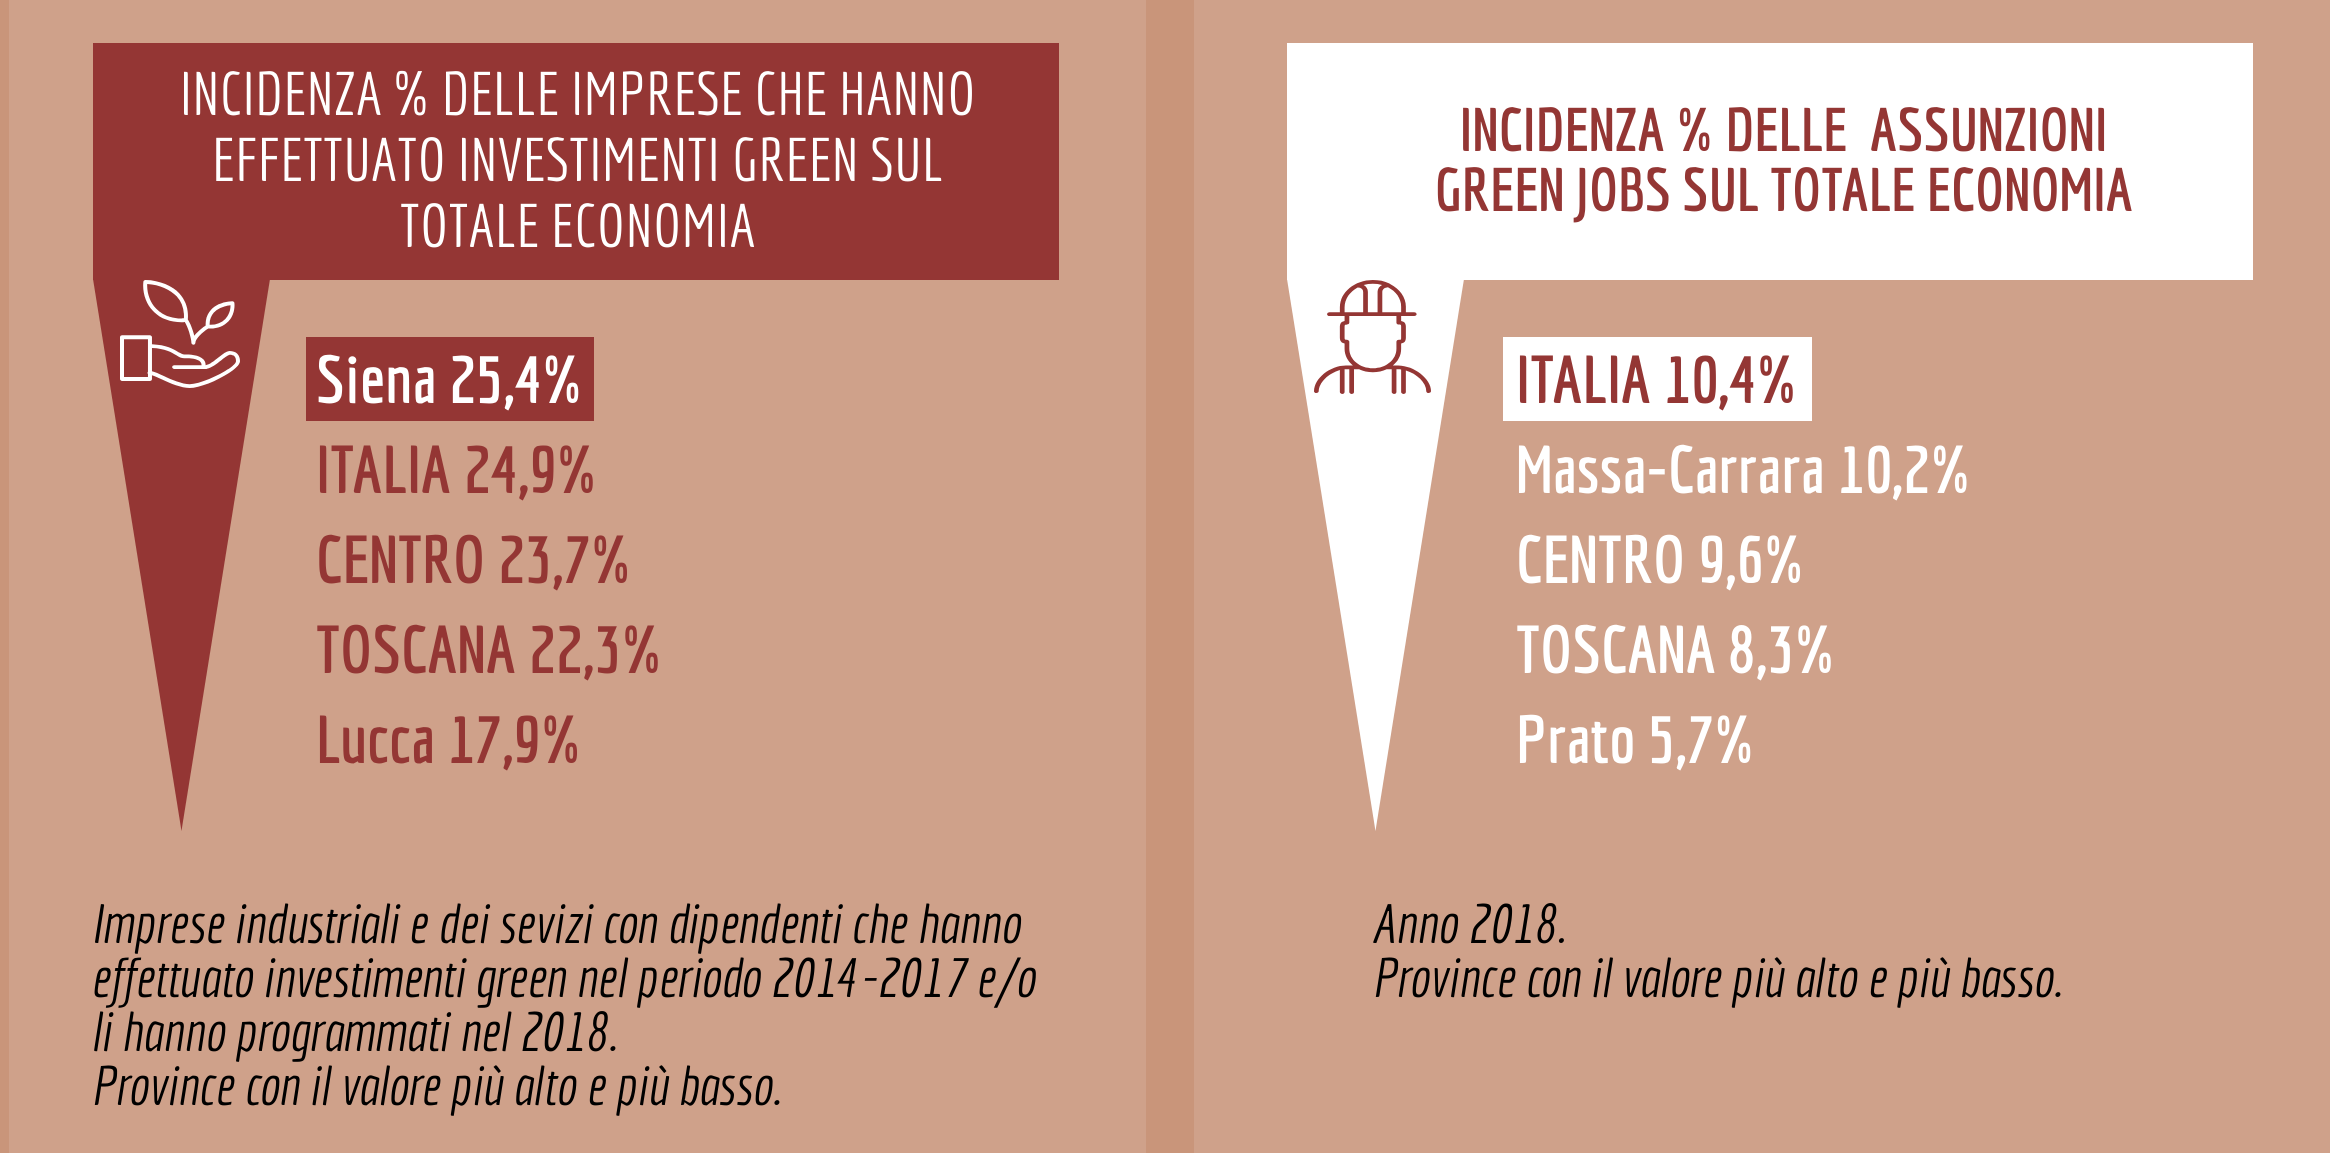 INCIDENZA % DELLE IMPRESE CHE HANNO
EFFETTUATO INVESTIMENTI GREEN SUL
TOTALE ECONOMIA
Siena 25,4%
ITALIA 24,9%
CENTRO 23,7%
TOSCANA 22,3%
Lucca 17,9%
Imprese industriali e dei sevizi con dipendenti che hanno
effettuato investimenti green nel periodo 2014-2017 e/o
li hanno programmati nel 2018.
Province con il valore più alto e più basso.
INCIDENZA % DELLE ASSUNZIONI
GREEN JOBS SUL TOTALE ECONOMIA
ITALIA 10,4%
Massa-Carrara 10,2%
CENTRO 9,6%
TOSCANA 8,3%
Prato 5,7%
Anno 2018.
Province con il valore più alto e più basso.